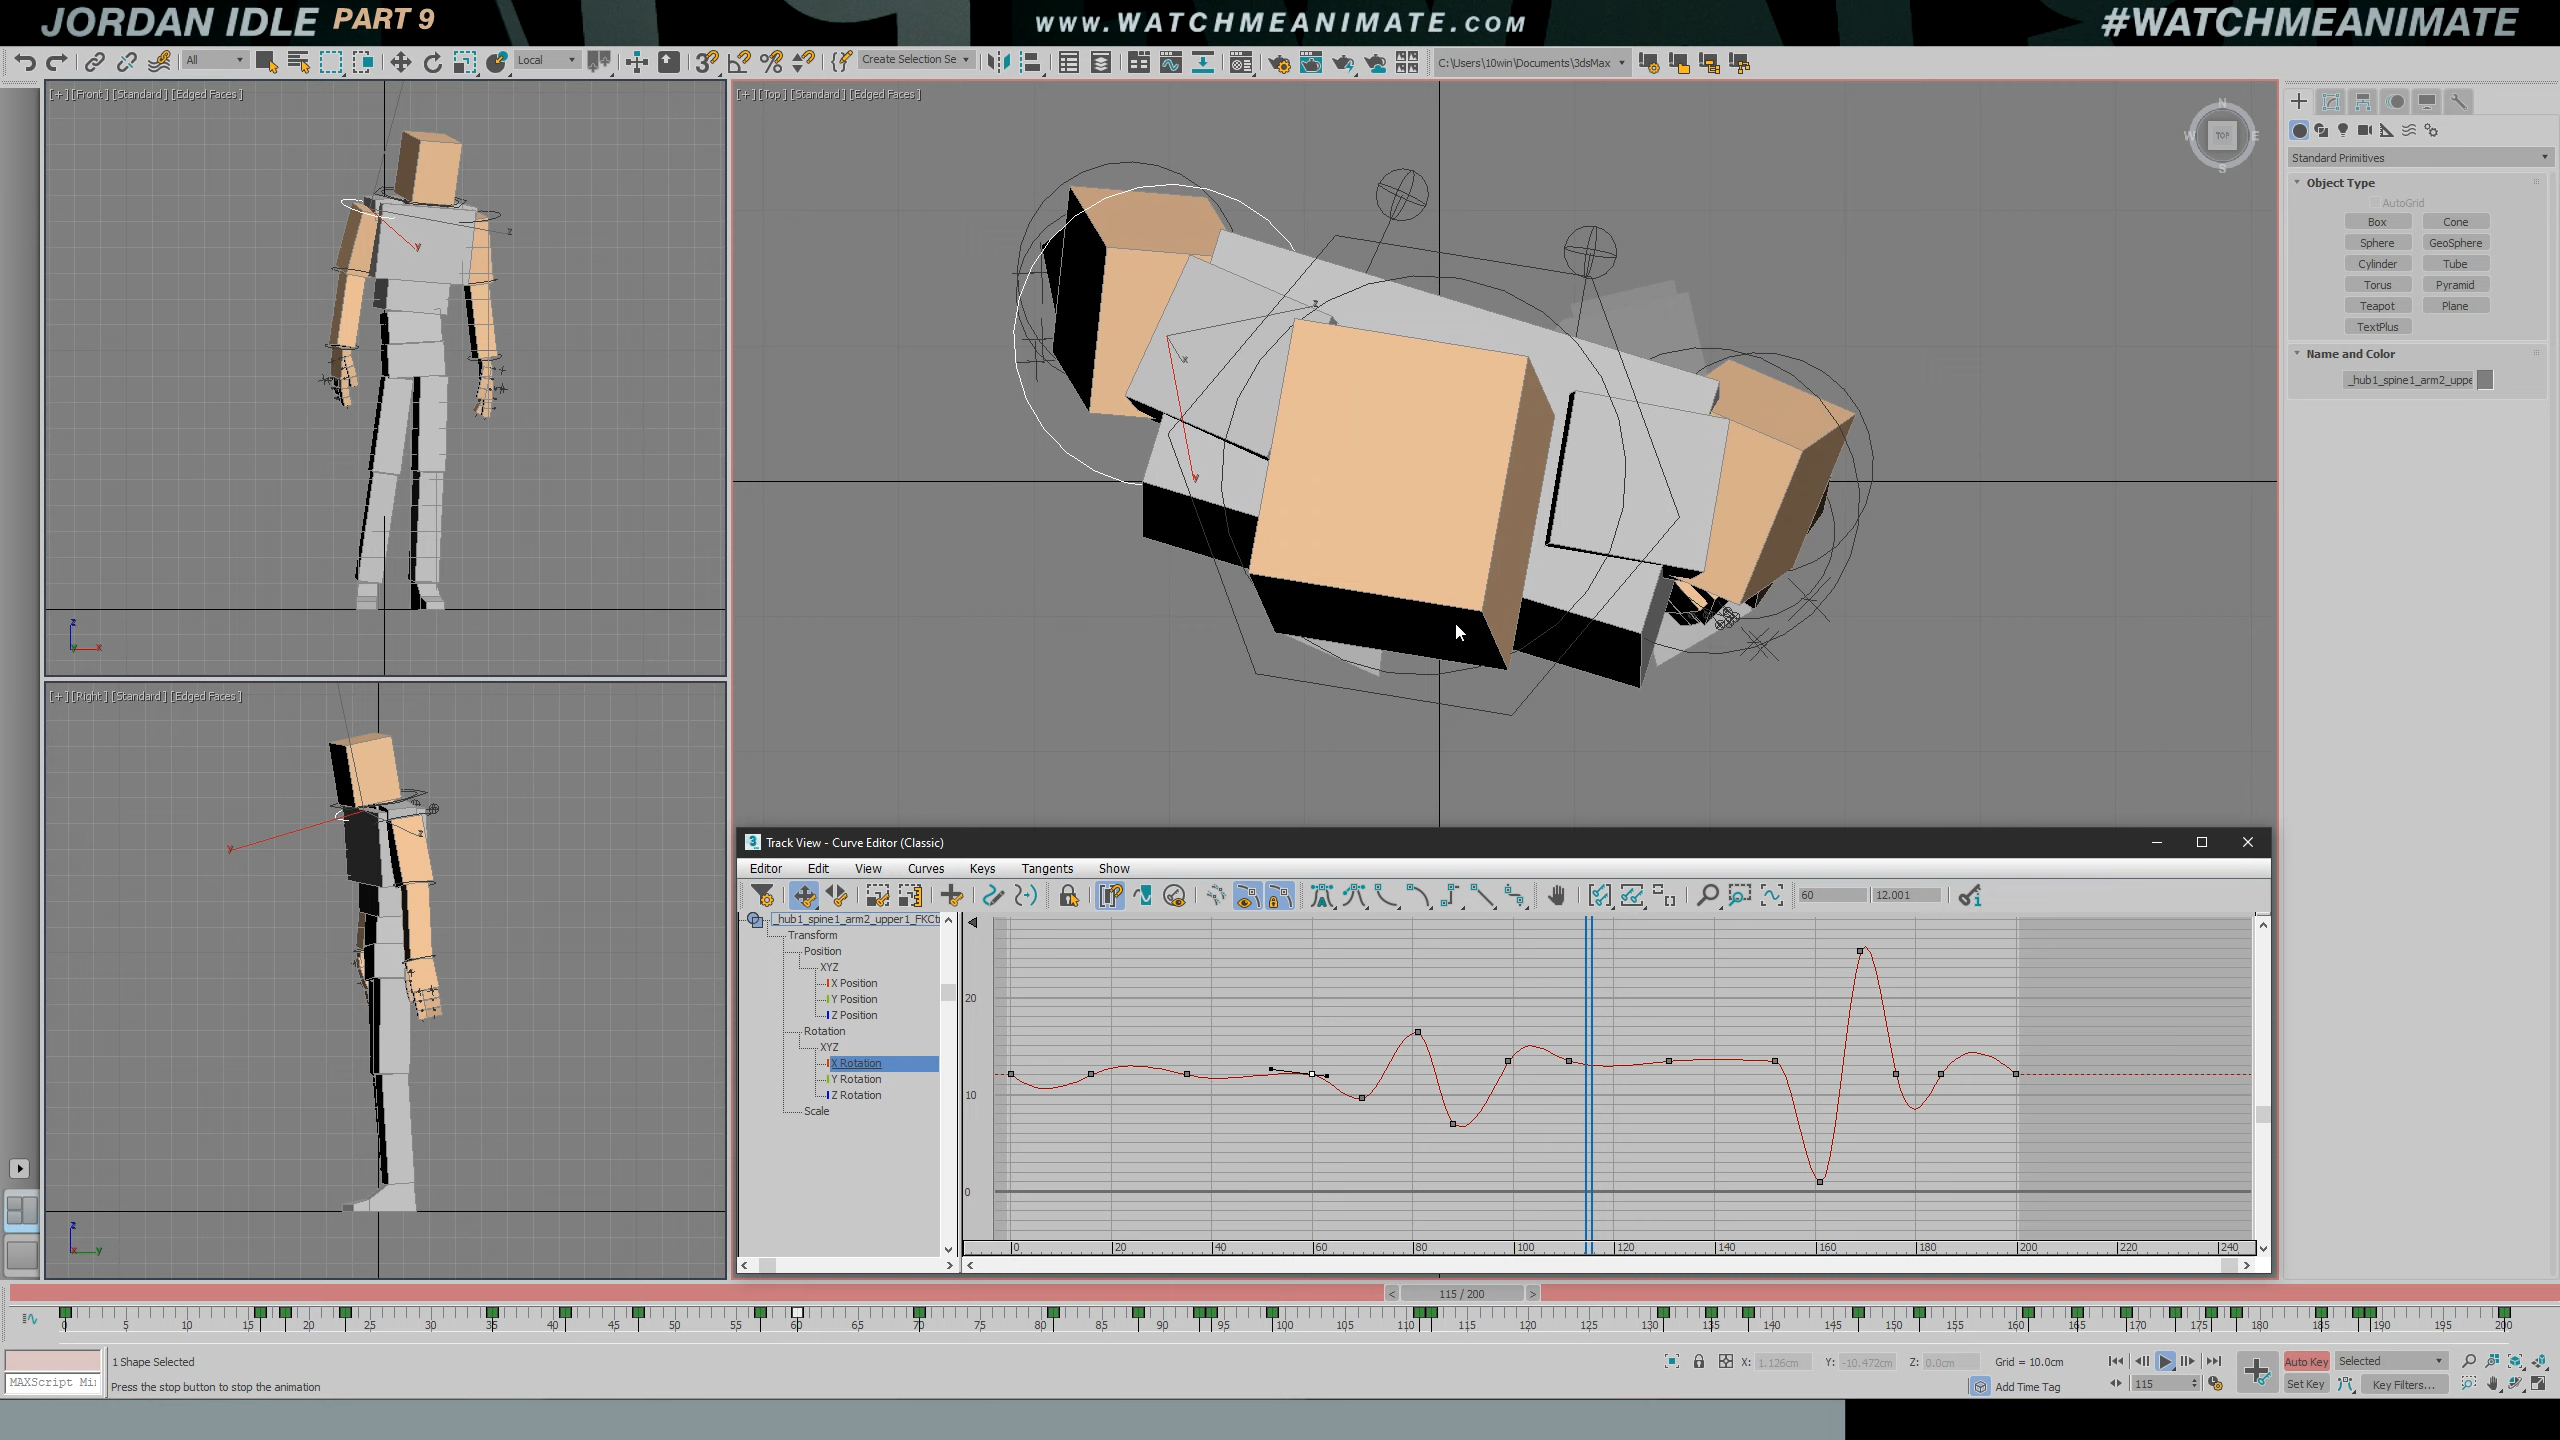 JORDAN IDLE PART 9
WWW.WATCHMEANIMATE.COM
#WATCHMEANIMATE
All
Local
Create Selection Se
C:\Users\10win\Documents\3dsMax
[+] [Front] [Standard] [Edged Faces]
[+] [Top] [Standard] [Edged Faces]
N
W
TOP
E
S
z
y
z
x
z
x
y
[+] [Right] [Standard] [Edged Faces]
y
z
z
y
Standard Primitives
Object Type
AutoGrid
Box
Cone
Sphere
GeoSphere
Cylinder
Tube
Torus
Pyramid
Teapot
Plane
TextPlus
Name and Color
_hub1_spine1_arm2_uppe
3 Track View - Curve Editor (Classic)
Editor
Edit
View
Curves
Keys
Tangents
Show
60
12.001
_hub1_spine1_arm2_upper1_FKCt
Transform
Position
XYZ
X Position
Y Position
Z Position
Rotation
XYZ
X Rotation
Y Rotation
Z Rotation
Scale
20
10
0
0 20 40 60 80 100 120 140 160 180 200 220 240
< 115 / 200 >
0 5 10 15 20 25 30 35 40 45 50 55 60 65 70 75 80 85 90 95 100 105 110 115 120 125 130 135 140 145 150 155 160 165 170 175 180 185 190 195 200
1 Shape Selected
MAXScript Mi
Press the stop button to stop the animation
X: 1.126cm
Y: -10.472cm
Z: 0.0cm
Grid = 10.0cm
Add Time Tag
115
Auto Key
Selected
Set Key
Key Filters...